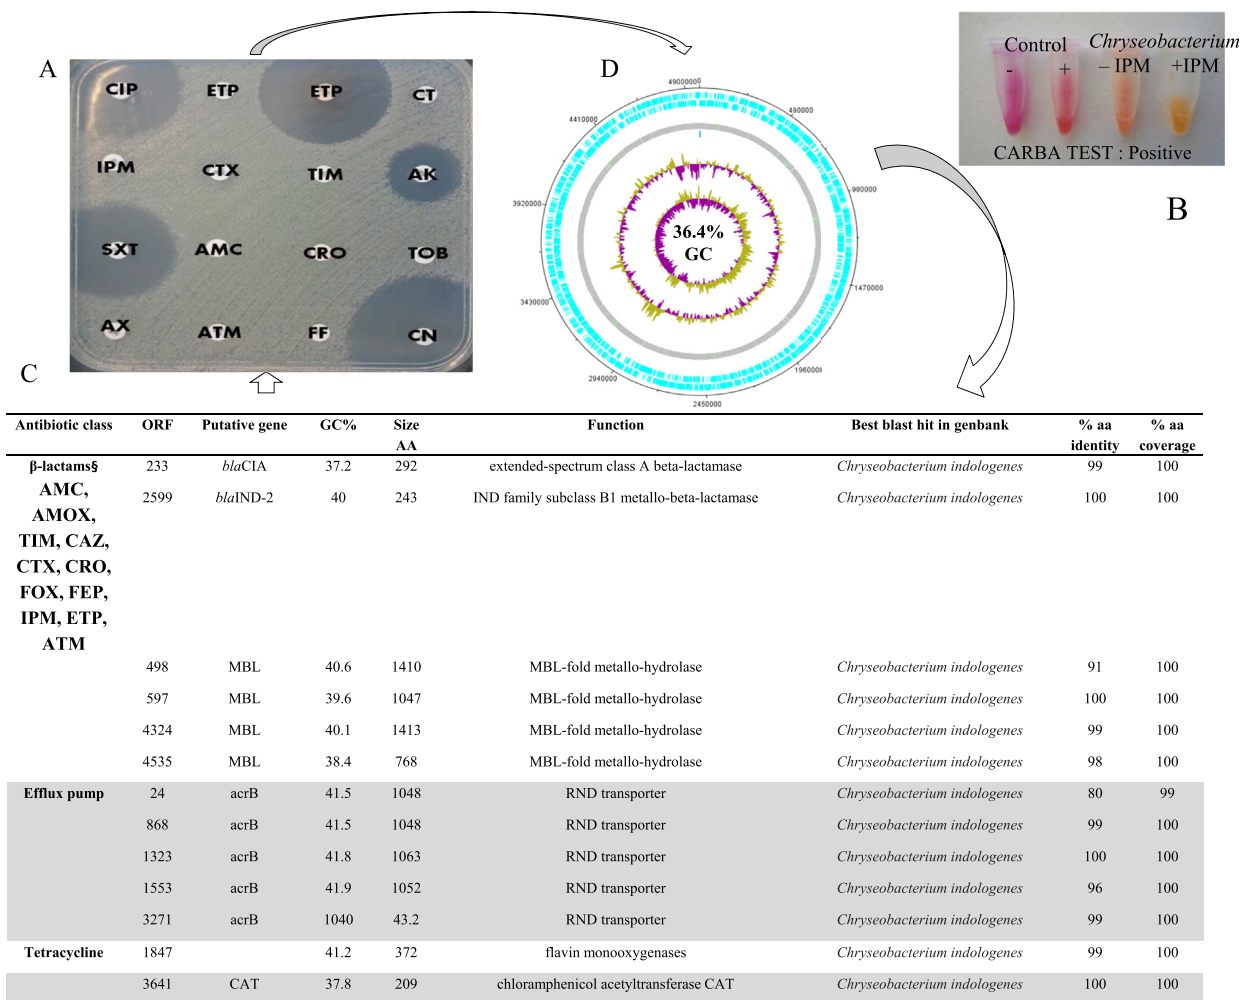 A
CIP ETP ETP CT
IPM CTX TIM AK
SXT AMC CRO TOB
AX ATM FF CN
D
4900000 0
490000
980000
1470000
1960000
2450000
2940000
3430000
3920000
4410000
36.4%
GC
Control Chryseobacterium
- + – IPM +IPM
CARBA TEST : Positive
B
C
Antibiotic class ORF Putative gene GC% Size AA Function Best blast hit in genbank % aa identity % aa coverage
β-lactams§ 233 blaCIA 37.2 292 extended-spectrum class A beta-lactamase Chryseobacterium indologenes 99 100
AMC, 2599 blaIND-2 40 243 IND family subclass B1 metallo-beta-lactamase Chryseobacterium indologenes 100 100
AMOX,
TIM, CAZ,
CTX, CRO,
FOX, FEP,
IPM, ETP,
ATM
498 MBL 40.6 1410 MBL-fold metallo-hydrolase Chryseobacterium indologenes 91 100
597 MBL 39.6 1047 MBL-fold metallo-hydrolase Chryseobacterium indologenes 100 100
4324 MBL 40.1 1413 MBL-fold metallo-hydrolase Chryseobacterium indologenes 99 100
4535 MBL 38.4 768 MBL-fold metallo-hydrolase Chryseobacterium indologenes 98 100
Efflux pump 24 acrB 41.5 1048 RND transporter Chryseobacterium indologenes 80 99
868 acrB 41.5 1048 RND transporter Chryseobacterium indologenes 99 100
1323 acrB 41.8 1063 RND transporter Chryseobacterium indologenes 100 100
1553 acrB 41.9 1052 RND transporter Chryseobacterium indologenes 96 100
3271 acrB 1040 43.2 RND transporter Chryseobacterium indologenes 99 100
Tetracycline 1847 41.2 372 flavin monooxygenases Chryseobacterium indologenes 99 100
3641 CAT 37.8 209 chloramphenicol acetyltransferase CAT Chryseobacterium indologenes 100 100